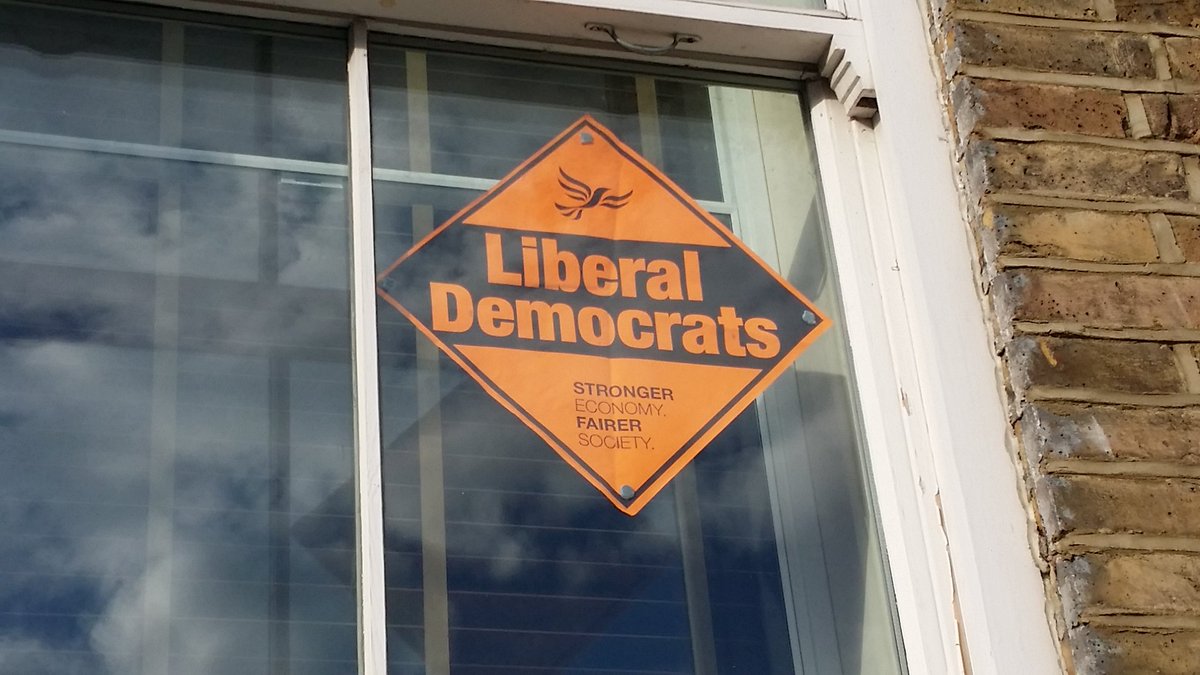 Liberal
Democrats
STRONGER
ECONOMY.
FAIRER
SOCIETY.